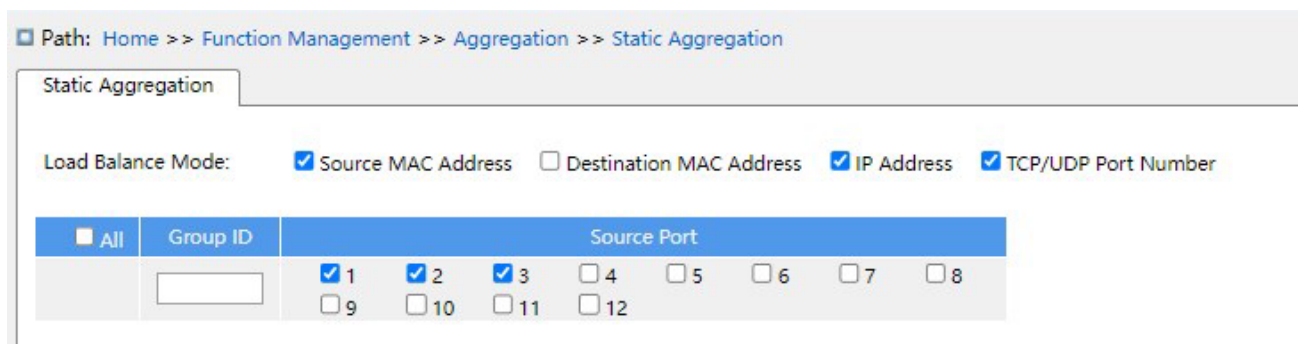 Path: Home >> Function Management >> Aggregation >> Static Aggregation
Static Aggregation
Load Balance Mode: Source MAC Address Destination MAC Address IP Address TCP/UDP Port Number
All Group ID Source Port
1 2 3 4 5 6 7 8
9 10 11 12